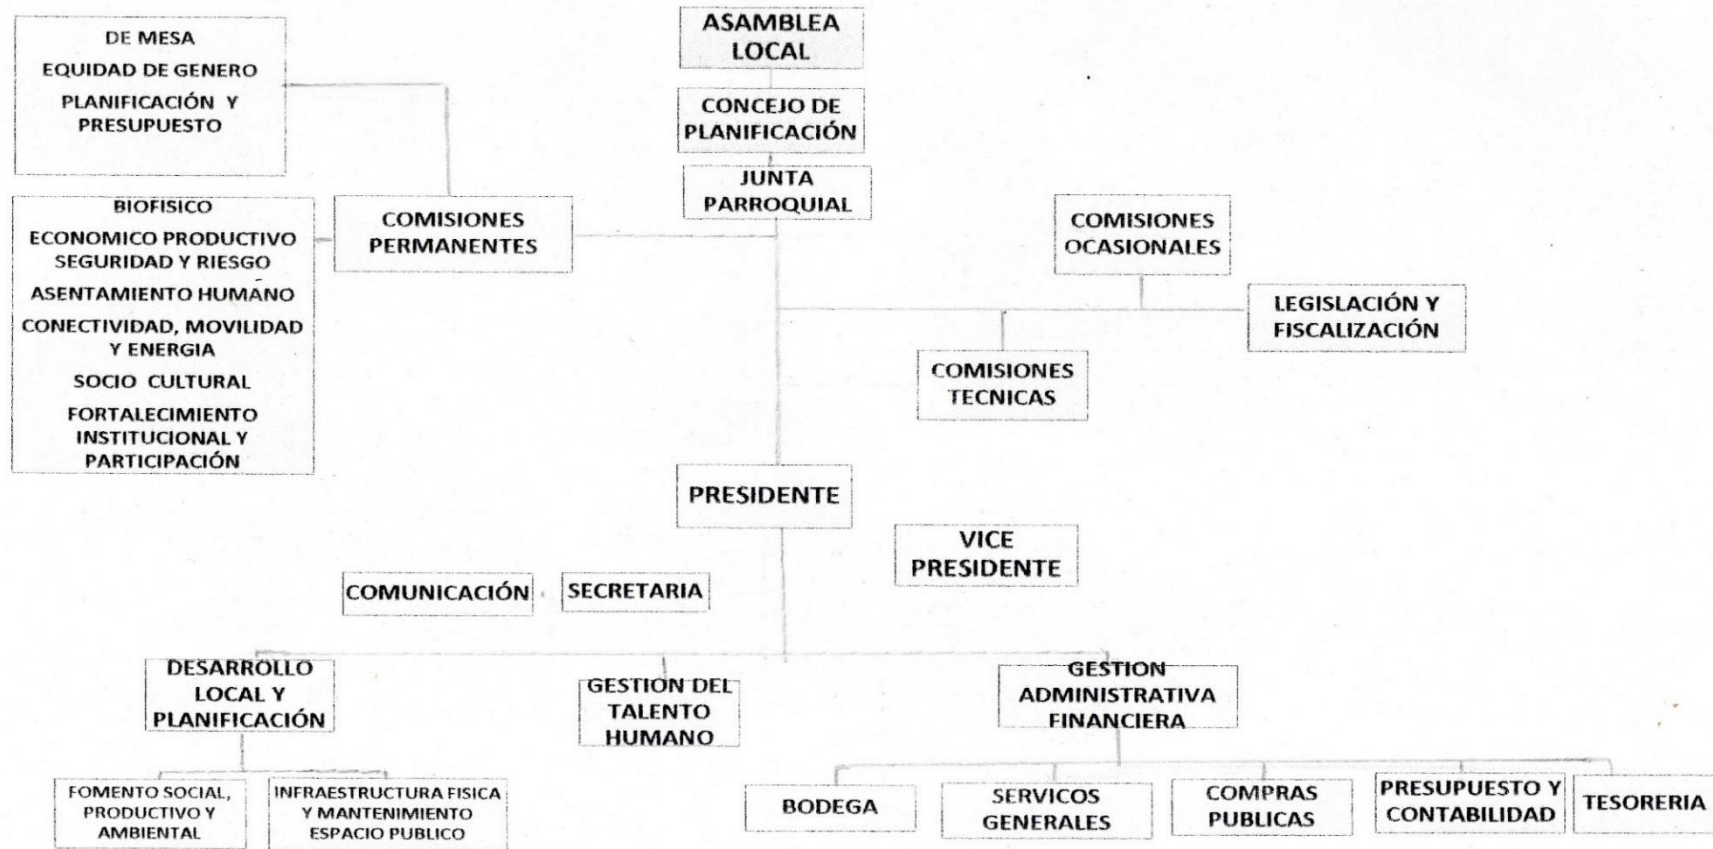 ASAMBLEA
LOCAL
CONCEJO DE
PLANIFICACIÓN
JUNTA
PARROQUIAL
DE MESA
EQUIDAD DE GENERO
PLANIFICACIÓN Y
PRESUPUESTO
BIOFISICO
ECONOMICO PRODUCTIVO
SEGURIDAD Y RIESGO
ASENTAMIENTO HUMANO
CONECTIVIDAD, MOVILIDAD
Y ENERGIA
SOCIO CULTURAL
FORTALECIMIENTO
INSTITUCIONAL Y
PARTICIPACIÓN
COMISIONES
PERMANENTES
COMISIONES
OCASIONALES
LEGISLACIÓN Y
FISCALIZACIÓN
COMISIONES
TECNICAS
PRESIDENTE
VICE
PRESIDENTE
COMUNICACIÓN
SECRETARIA
DESARROLLO
LOCAL Y
PLANIFICACIÓN
GESTION DEL
TALENTO
HUMANO
GESTION
ADMINISTRATIVA
FINANCIERA
FOMENTO SOCIAL,
PRODUCTIVO Y
AMBIENTAL
INFRAESTRUCTURA FISICA
Y MANTENIMIENTO
ESPACIO PUBLICO
BODEGA
SERVICOS
GENERALES
COMPRAS
PUBLICAS
PRESUPUESTO Y
CONTABILIDAD
TESORERIA